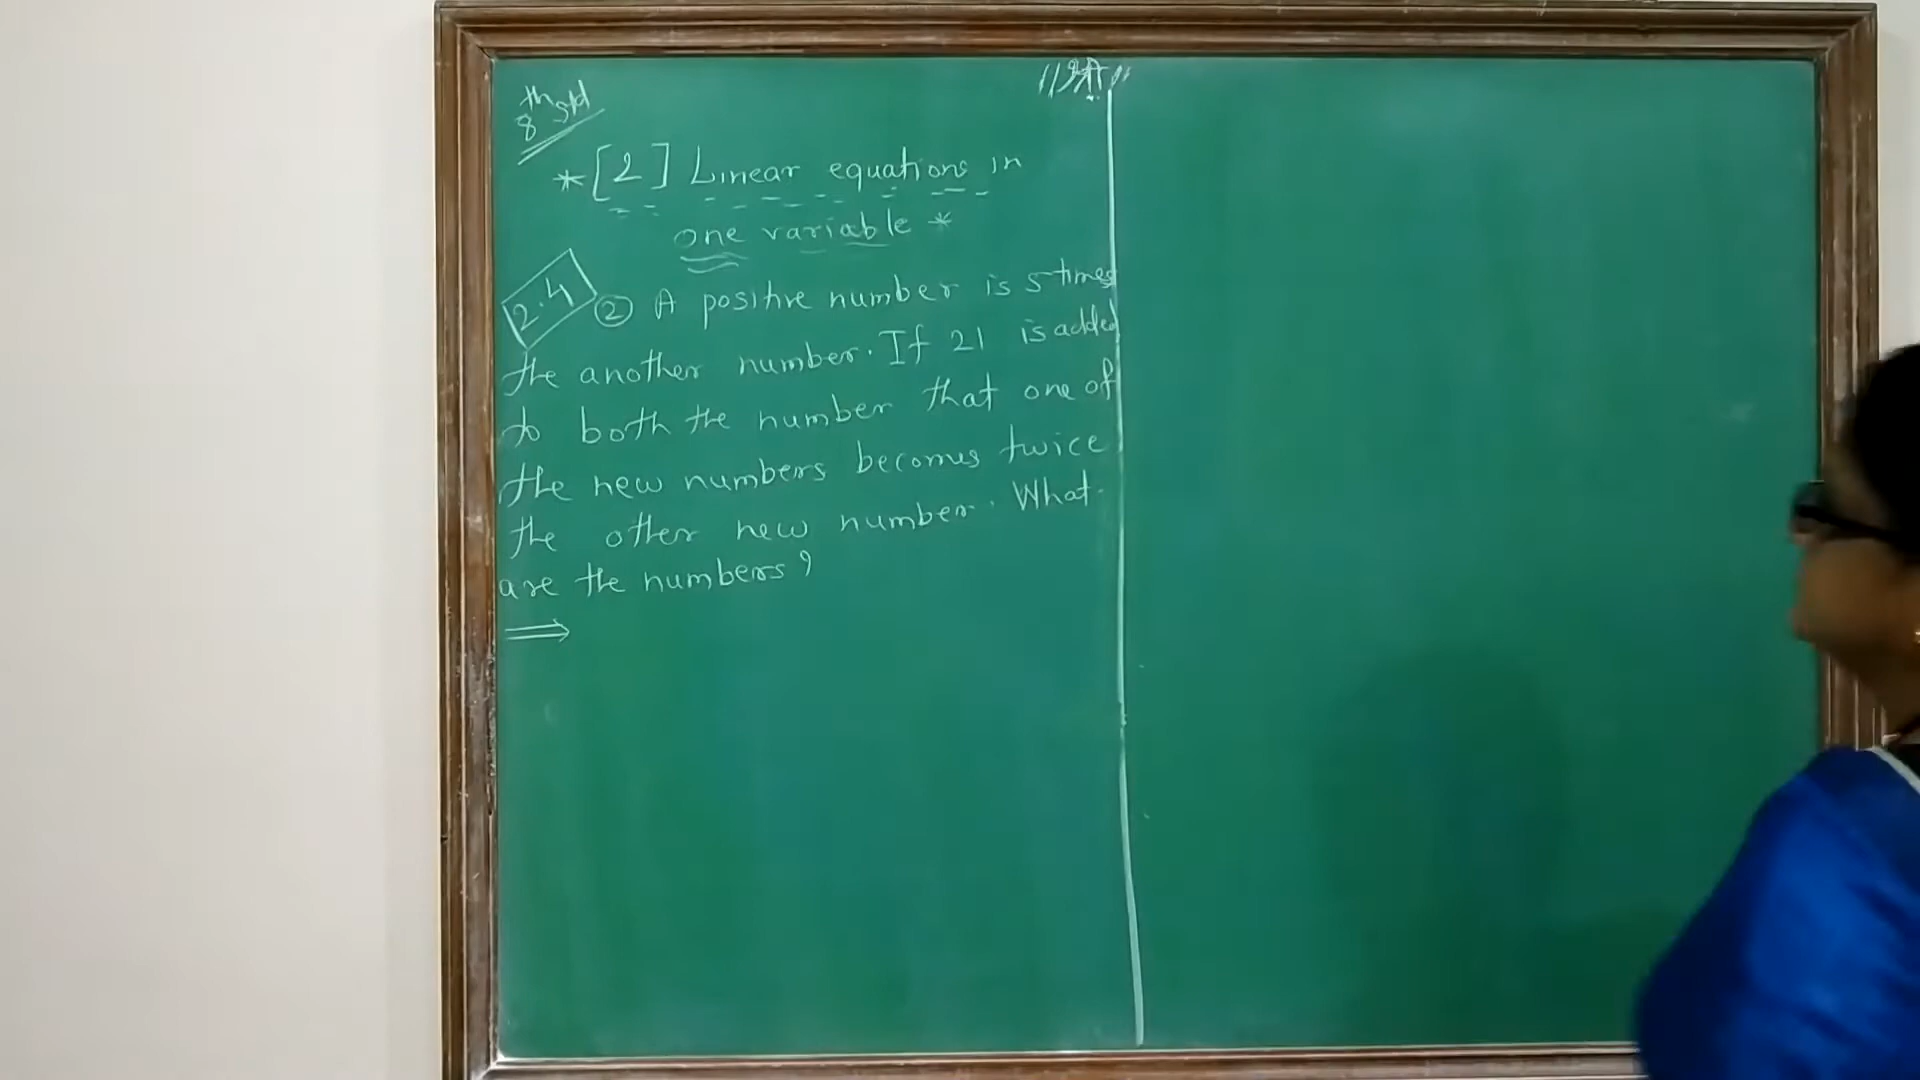 8th std
* [2] Linear equations in
one variable *
2.4 ② A positive number is 5 times
the another number. If 21 is added
to both the number that one of
the new numbers becomes twice
the other new number. What
are the numbers?
⟹